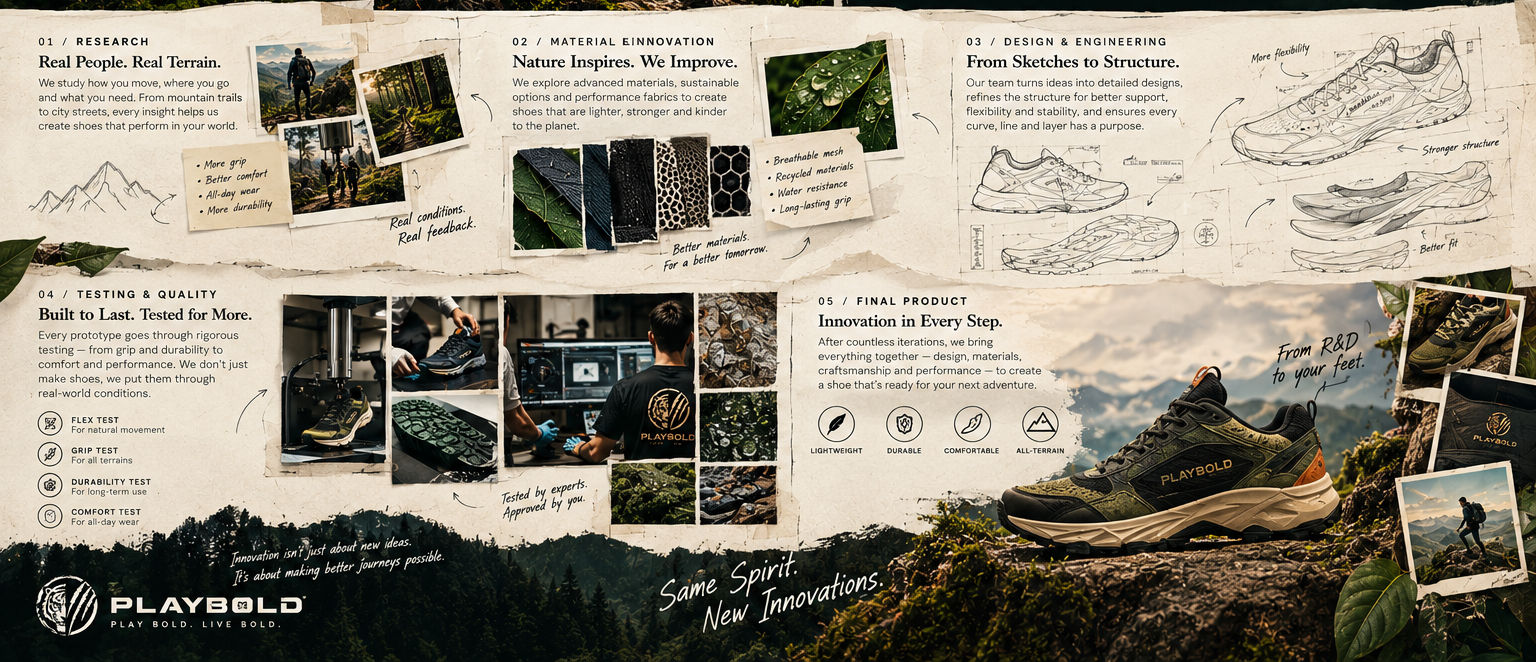 01 / RESEARCH
Real People. Real Terrain.
We study how you move, where you go
and what you need. From mountain trails
to city streets, every insight helps us
create shoes that perform in your world.
• More grip
• Better comfort
• All-day wear
• More durability
Real conditions.
Real feedback.
02 / MATERIAL EINNOVATION
Nature Inspires. We Improve.
We explore advanced materials, sustainable
options and performance fabrics to create
shoes that are lighter, stronger and kinder
to the planet.
• Breathable mesh
• Recycled materials
• Water resistance
• Long-lasting grip
Better materials.
For a better tomorrow.
03 / DESIGN & ENGINEERING
From Sketches to Structure.
Our team turns ideas into detailed designs,
refines the structure for better support,
flexibility and stability, and ensures every
curve, line and layer has a purpose.
More flexibility
Stronger structure
Better fit
04 / TESTING & QUALITY
Built to Last. Tested for More.
Every prototype goes through rigorous
testing — from grip and durability to
comfort and performance. We don't just
make shoes, we put them through
real-world conditions.
FLEX TEST
For natural movement
GRIP TEST
For all terrains
DURABILITY TEST
For long-term use
COMFORT TEST
For all-day wear
PLAYBOLD
Tested by experts.
Approved by you.
05 / FINAL PRODUCT
Innovation in Every Step.
After countless iterations, we bring
everything together — design, materials,
craftsmanship and performance — to create
a shoe that's ready for your next adventure.
LIGHTWEIGHT
DURABLE
COMFORTABLE
ALL-TERRAIN
From R&D
to your feet.
PLAYBOLD
PLAYBOLD
Innovation isn't just about new ideas.
It's about making better journeys possible.
Same Spirit.
New Innovations.
PLAYBOLD
PLAY BOLD. LIVE BOLD.